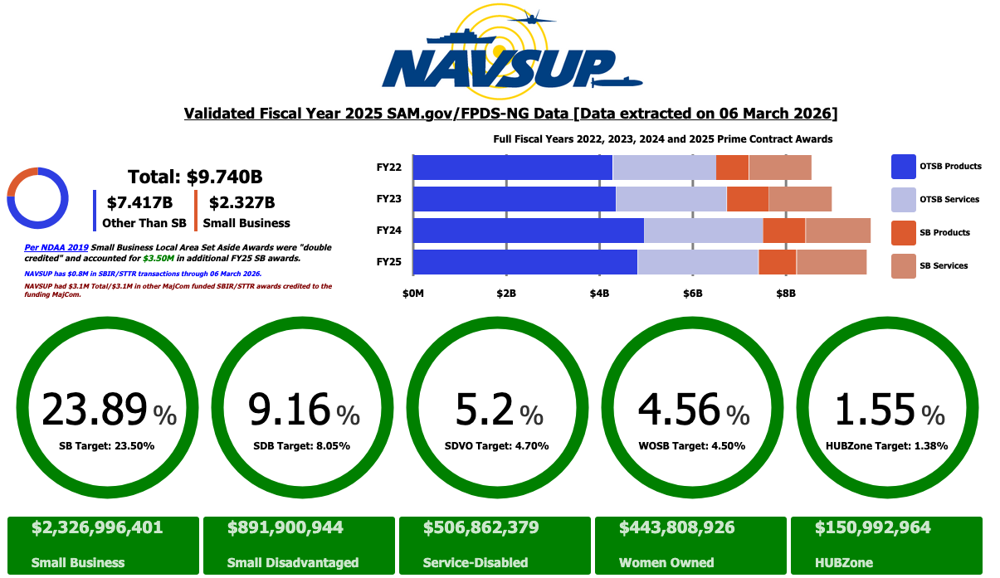 NAVSUP
Validated Fiscal Year 2025 SAM.gov/FPDS-NG Data [Data extracted on 06 March 2026]
Total: $9.740B
$7.417B
Other Than SB
$2.327B
Small Business
Per NDAA 2019 Small Business Local Area Set Aside Awards were "double
credited" and accounted for $3.50M in additional FY25 SB awards.
NAVSUP has $0.8M in SBIR/STTR transactions through 06 March 2026.
NAVSUP had $3.1M Total/$3.1M in other MajCom funded SBIR/STTR awards credited to the
funding MajCom.
Full Fiscal Years 2022, 2023, 2024 and 2025 Prime Contract Awards
FY22
FY23
FY24
FY25
$0M $2B $4B $6B $8B
OTSB Products
OTSB Services
SB Products
SB Services
23.89 %
SB Target: 23.50%
9.16 %
SDB Target: 8.05%
5.2 %
SDVO Target: 4.70%
4.56 %
WOSB Target: 4.50%
1.55 %
HUBZone Target: 1.38%
$2,326,996,401
Small Business
$891,900,944
Small Disadvantaged
$506,862,379
Service-Disabled
$443,808,926
Women Owned
$150,992,964
HUBZone